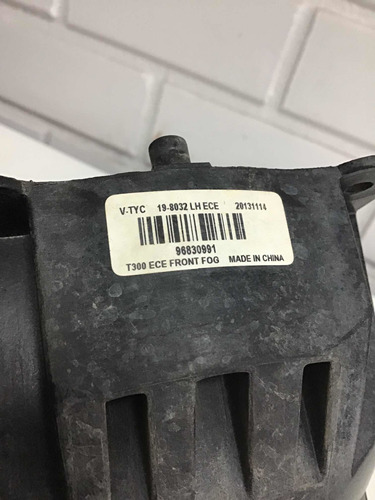 V-TYC 19-8032 LH ECE 20131114
96830991
T300 ECE FRONT FOG MADE IN CHINA